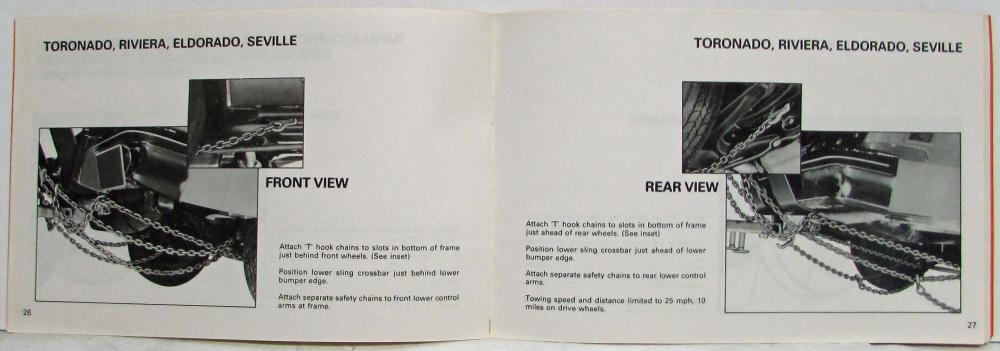 TORONADO, RIVIERA, ELDORADO, SEVILLE
FRONT VIEW
Attach 'T' hook chains to slots in bottom of frame
just behind front wheels. (See inset)
Position lower sling crossbar just behind lower
bumper edge.
Attach separate safety chains to front lower control
arms at frame.
26
TORONADO, RIVIERA, ELDORADO, SEVILLE
REAR VIEW
Attach 'T' hook chains to slots in bottom of frame
just ahead of rear wheels. (See inset)
Position lower sling crossbar just ahead of lower
bumper edge.
Attach separate safety chains to rear lower control
arms.
Towing speed and distance limited to 25 mph, 10
miles on drive wheels.
27